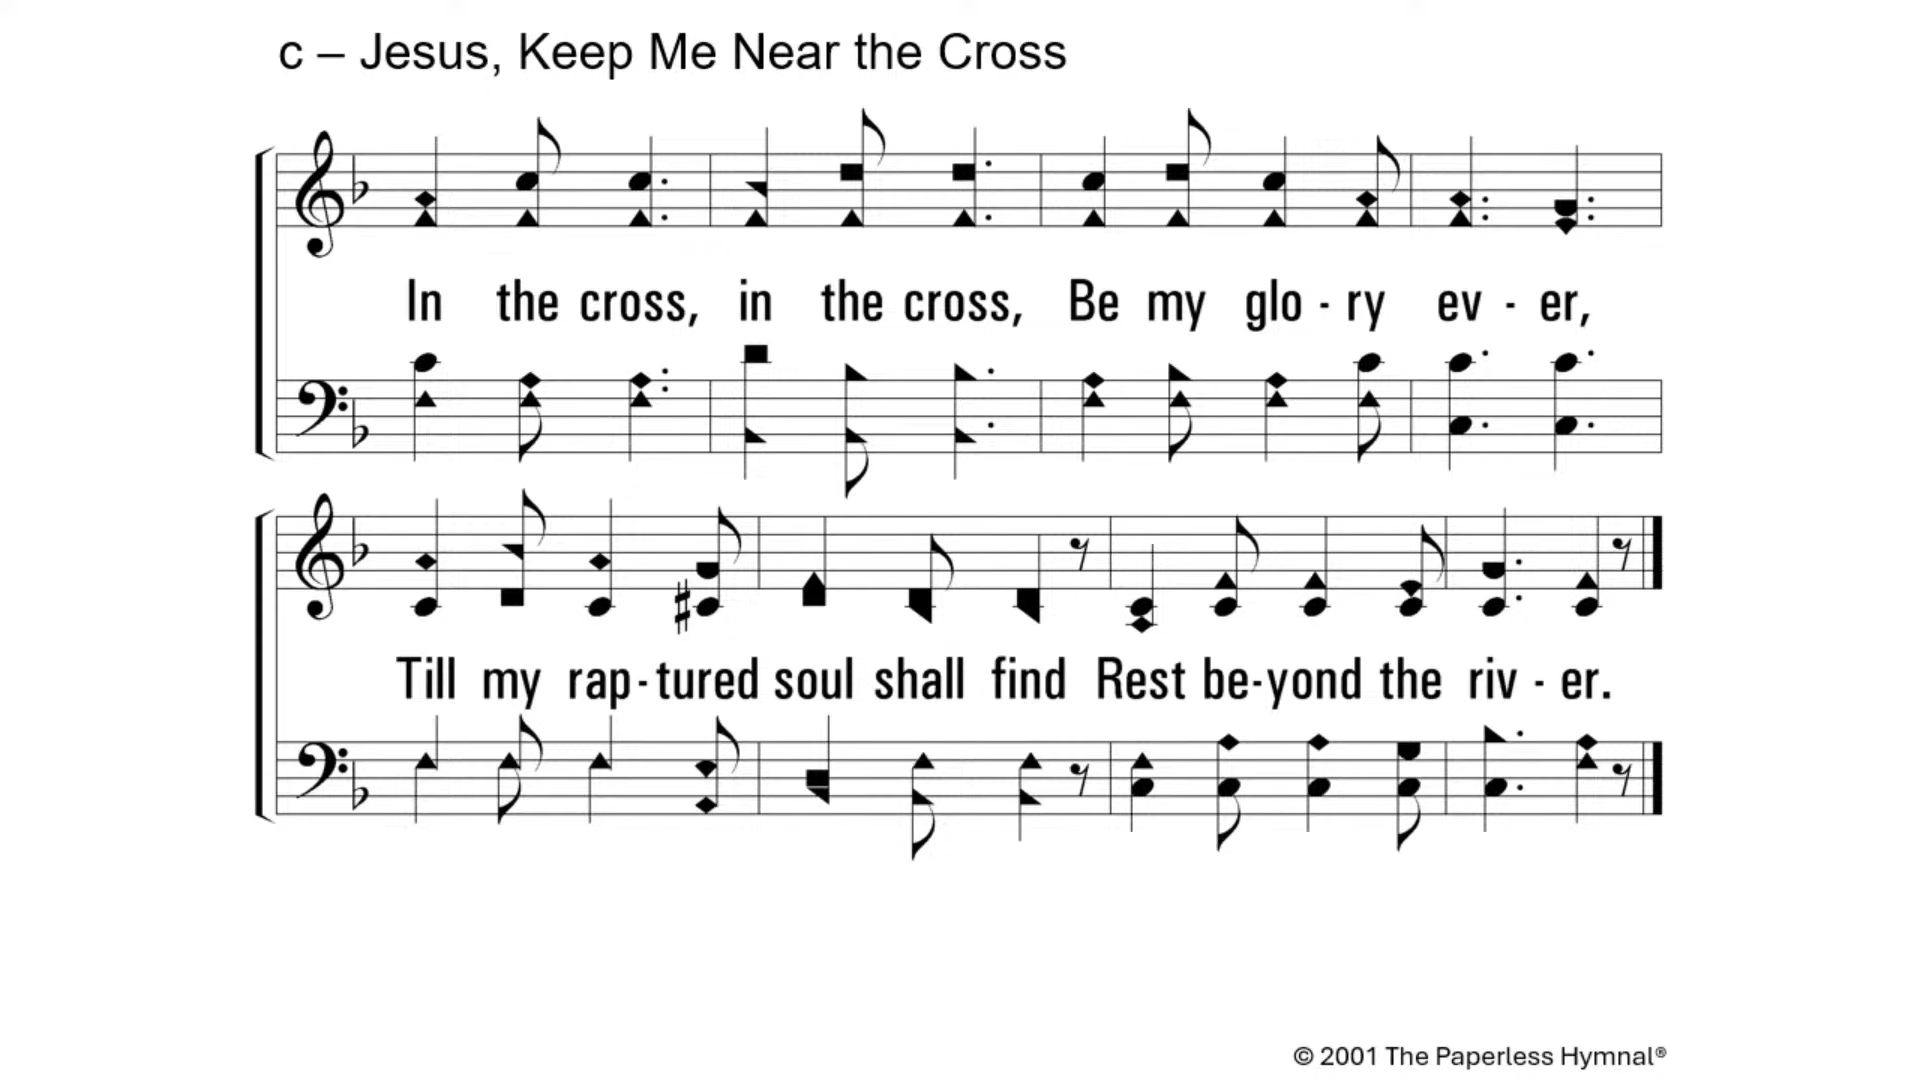 c – Jesus, Keep Me Near the Cross
In the cross, in the cross, Be my glo - ry ev - er,
Till my rap - tured soul shall find Rest be - yond the riv - er.
© 2001 The Paperless Hymnal®